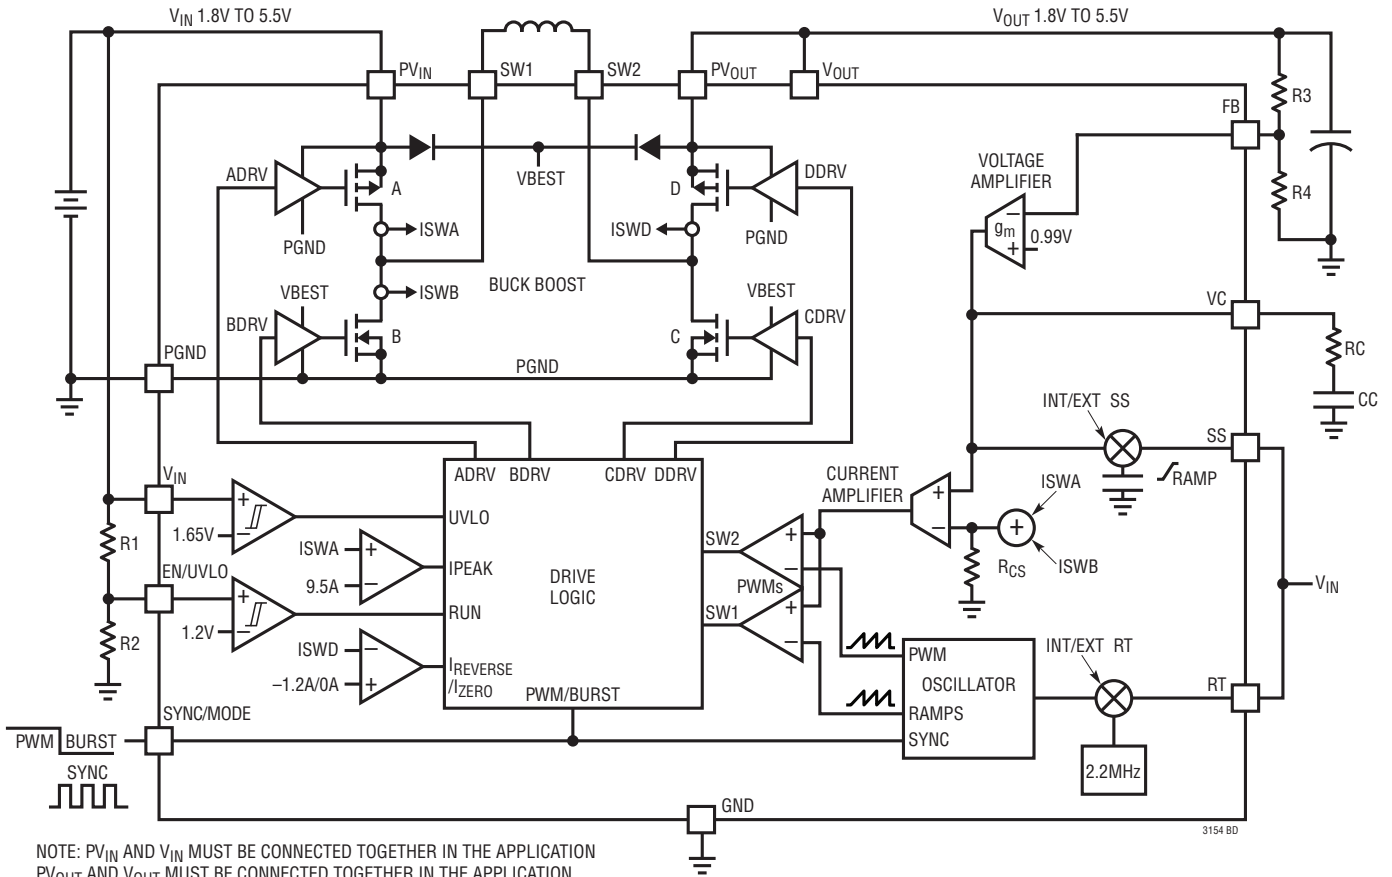 VIN 1.8V TO 5.5V
VOUT 1.8V TO 5.5V
PVIN
SW1
SW2
PVOUT
VOUT
FB
R3
R4
ADRV
A
VBEST
D
DDRV
VOLTAGE
AMPLIFIER
gm
0.99V
PGND
ISWA
ISWD
PGND
ISWB
BUCK BOOST
VBEST
VBEST
BDRV
B
C
CDRV
VC
RC
CC
PGND
PGND
INT/EXT SS
SS
RAMP
ADRV BDRV CDRV DDRV
CURRENT
AMPLIFIER
ISWA
ISWB
RCS
VIN
1.65V
UVLO
R1
ISWA
9.5A
IPEAK
DRIVE
LOGIC
SW2
PWMs
SW1
EN/UVLO
1.2V
RUN
R2
ISWD
–1.2A/0A
IREVERSE
/IZERO
PWM/BURST
VIN
PWM
OSCILLATOR
RAMPS
SYNC
INT/EXT RT
RT
2.2MHz
SYNC/MODE
PWM BURST
SYNC
GND
3154 BD
NOTE: PVIN AND VIN MUST BE CONNECTED TOGETHER IN THE APPLICATION
PVOUT AND VOUT MUST BE CONNECTED TOGETHER IN THE APPLICATION